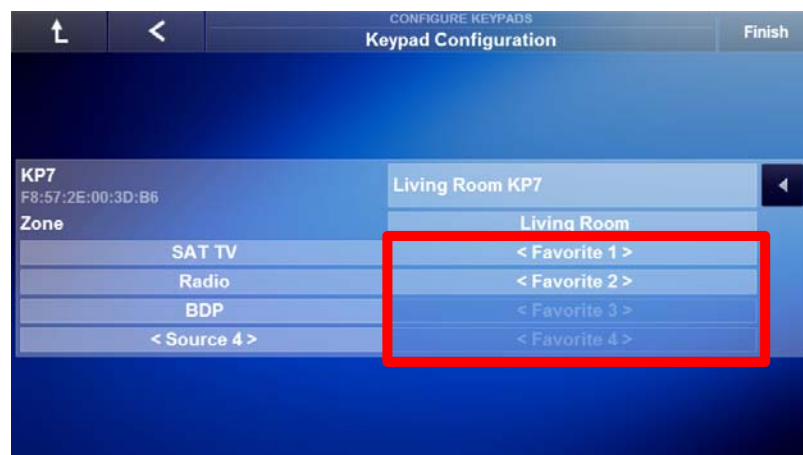 CONFIGURE KEYPADS
Keypad Configuration
Finish
KP7
F8:57:2E:00:3D:B6
Living Room KP7
Zone
Living Room
SAT TV
< Favorite 1 >
Radio
< Favorite 2 >
BDP
< Favorite 3 >
< Source 4 >
< Favorite 4 >